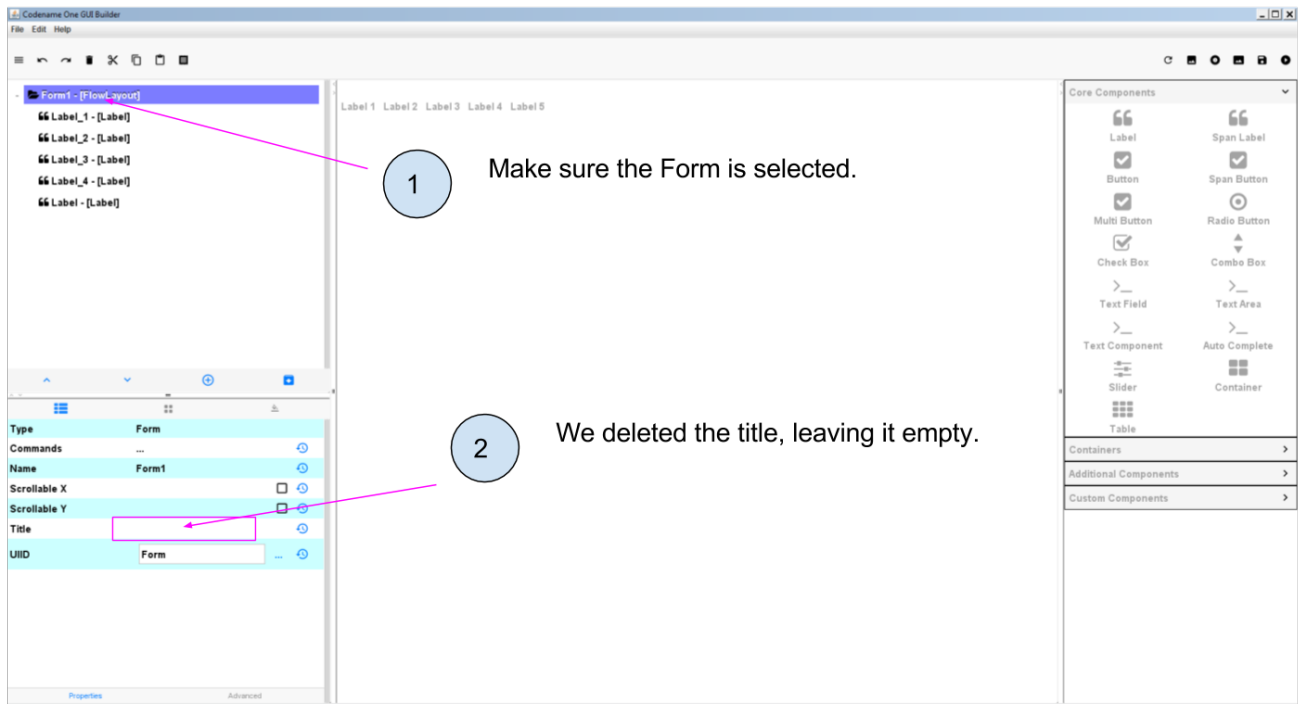 Codename One GUI Builder
File Edit Help
- Form1 - [FlowLayout]
Label_1 - [Label]
Label_2 - [Label]
Label_3 - [Label]
Label_4 - [Label]
Label - [Label]
Label 1 Label 2 Label 3 Label 4 Label 5
1
Make sure the Form is selected.
2
We deleted the title, leaving it empty.
Type Form
Commands ...
Name Form1
Scrollable X
Scrollable Y
Title
UIID Form ...
Properties Advanced
Core Components
Label Span Label
Button Span Button
Multi Button Radio Button
Check Box Combo Box
Text Field Text Area
Text Component Auto Complete
Slider Container
Table
Containers
Additional Components
Custom Components